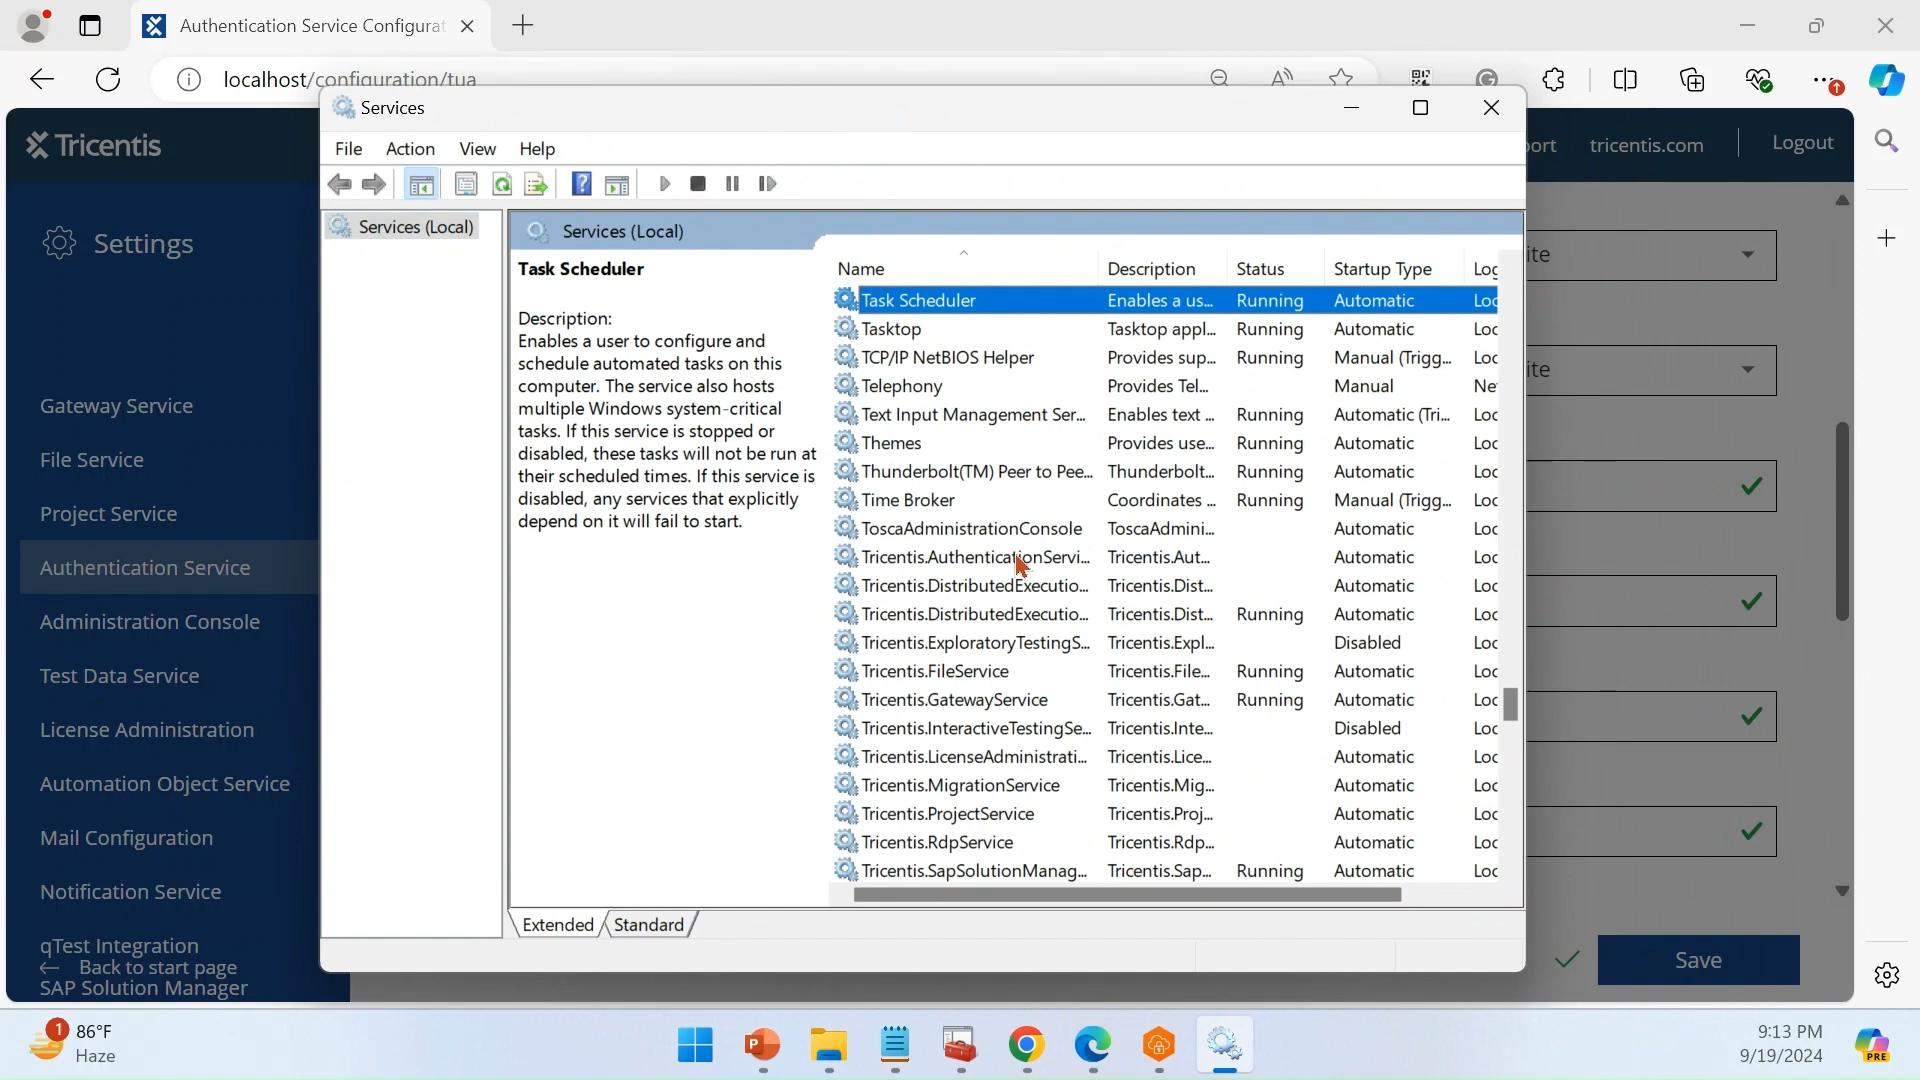 Authentication Service Configurat
localhost/configuration/tua
Tricentis
ort
tricentis.com
Logout
Settings
Gateway Service
File Service
Project Service
Authentication Service
Administration Console
Test Data Service
License Administration
Automation Object Service
Mail Configuration
Notification Service
qTest Integration
Back to start page
SAP Solution Manager
ite
ite
Save
Services
File Action View Help
Services (Local)
Services (Local)
Task Scheduler
Description:
Enables a user to configure and
schedule automated tasks on this
computer. The service also hosts
multiple Windows system-critical
tasks. If this service is stopped or
disabled, these tasks will not be run at
their scheduled times. If this service is
disabled, any services that explicitly
depend on it will fail to start.
Name Description Status Startup Type Log
Task Scheduler Enables a us... Running Automatic Loc
Tasktop Tasktop appl... Running Automatic Loc
TCP/IP NetBIOS Helper Provides sup... Running Manual (Trigg... Loc
Telephony Provides Tel... Manual Ne
Text Input Management Ser... Enables text ... Running Automatic (Tri... Loc
Themes Provides use... Running Automatic Loc
Thunderbolt(TM) Peer to Pee... Thunderbolt... Running Automatic Loc
Time Broker Coordinates ... Running Manual (Trigg... Loc
ToscaAdministrationConsole ToscaAdmini... Automatic Loc
Tricentis.AuthenticationServi... Tricentis.Aut... Automatic Loc
Tricentis.DistributedExecutio... Tricentis.Dist... Automatic Loc
Tricentis.DistributedExecutio... Tricentis.Dist... Running Automatic Loc
Tricentis.ExploratoryTestingS... Tricentis.Expl... Disabled Loc
Tricentis.FileService Tricentis.File... Running Automatic Loc
Tricentis.GatewayService Tricentis.Gat... Running Automatic Loc
Tricentis.InteractiveTestingSe... Tricentis.Inte... Disabled Loc
Tricentis.LicenseAdministrati... Tricentis.Lice... Automatic Loc
Tricentis.MigrationService Tricentis.Mig... Automatic Loc
Tricentis.ProjectService Tricentis.Proj... Automatic Loc
Tricentis.RdpService Tricentis.Rdp... Automatic Loc
Tricentis.SapSolutionManag... Tricentis.Sap... Running Automatic Loc
Extended Standard
1
86°F
Haze
9:13 PM
9/19/2024
PRE